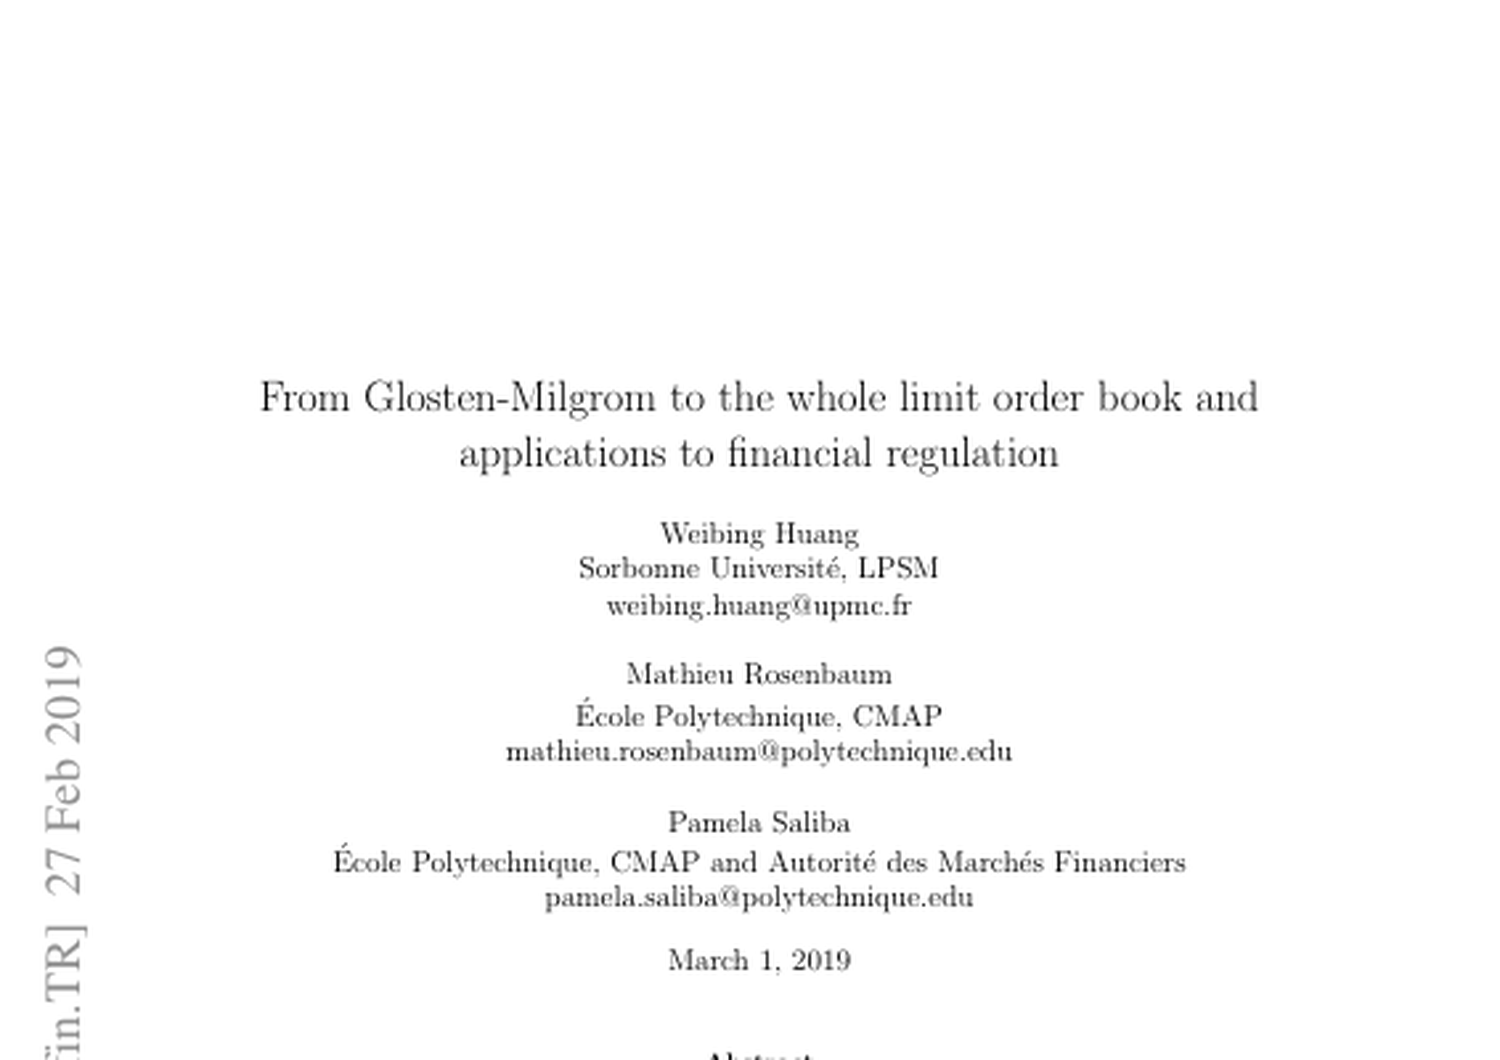 From Glosten-Milgrom to the whole limit order book and
applications to financial regulation
Weibing Huang
Sorbonne Université, LPSM
weibing.huang@upmc.fr
Mathieu Rosenbaum
École Polytechnique, CMAP
mathieu.rosenbaum@polytechnique.edu
Pamela Saliba
École Polytechnique, CMAP and Autorité des Marchés Financiers
pamela.saliba@polytechnique.edu
March 1, 2019
fin.TR] 27 Feb 2019